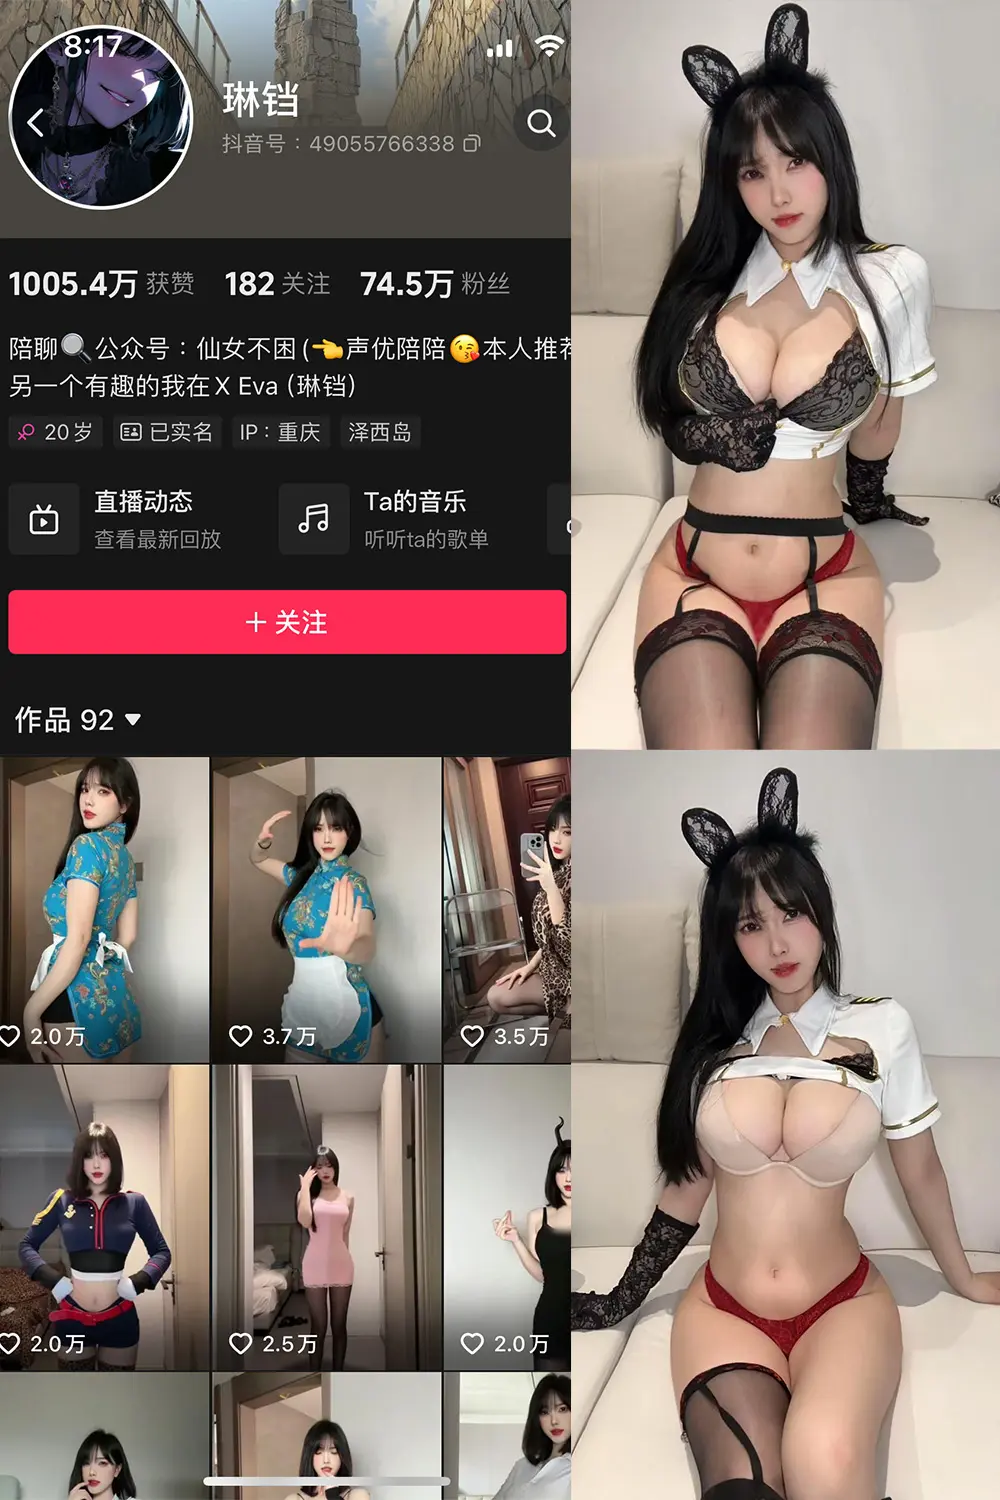 8:17
琳铛
抖音号：49055766338
1005.4万 获赞 182 关注 74.5万 粉丝
陪聊🔍公众号：仙女不困(👈声优陪陪😘本人推荐
另一个有趣的我在X Eva (琳铛)
20岁 已实名 IP：重庆 泽西岛
直播动态 Ta的音乐
查看最新回放 听听ta的歌单
+ 关注
作品 92
2.0万 3.7万 3.5万
2.0万 2.5万 2.0万